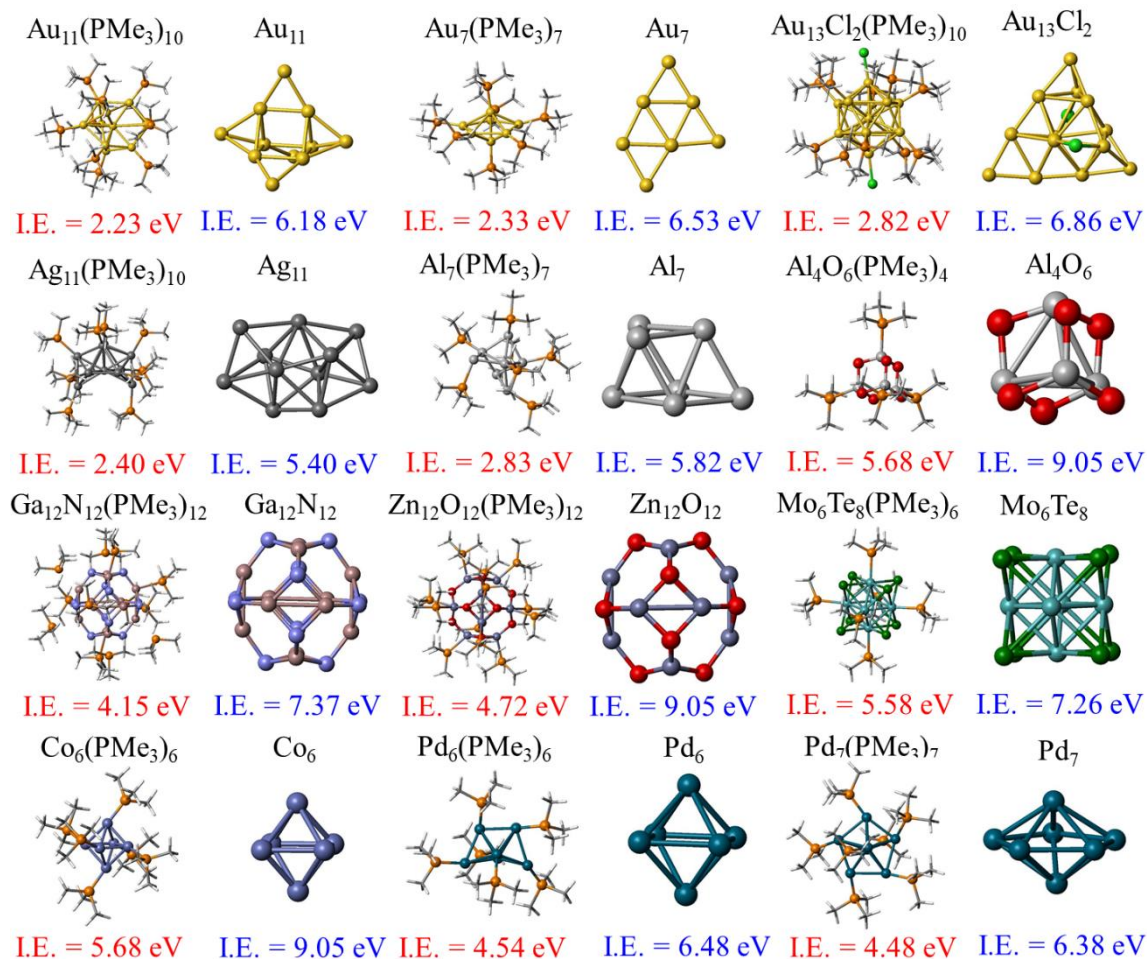 Au₁₁(PMe₃)₁₀ Au₁₁ Au₇(PMe₃)₇ Au₇ Au₁₃Cl₂(PMe₃)₁₀ Au₁₃Cl₂
I.E. = 2.23 eV I.E. = 6.18 eV I.E. = 2.33 eV I.E. = 6.53 eV I.E. = 2.82 eV I.E. = 6.86 eV
Ag₁₁(PMe₃)₁₀ Ag₁₁ Al₇(PMe₃)₇ Al₇ Al₄O₆(PMe₃)₄ Al₄O₆
I.E. = 2.40 eV I.E. = 5.40 eV I.E. = 2.83 eV I.E. = 5.82 eV I.E. = 5.68 eV I.E. = 9.05 eV
Ga₁₂N₁₂(PMe₃)₁₂ Ga₁₂N₁₂ Zn₁₂O₁₂(PMe₃)₁₂ Zn₁₂O₁₂ Mo₆Te₈(PMe₃)₆ Mo₆Te₈
I.E. = 4.15 eV I.E. = 7.37 eV I.E. = 4.72 eV I.E. = 9.05 eV I.E. = 5.58 eV I.E. = 7.26 eV
Co₆(PMe₃)₆ Co₆ Pd₆(PMe₃)₆ Pd₆ Pd₇(PMe₃)₇ Pd₇
I.E. = 5.68 eV I.E. = 9.05 eV I.E. = 4.54 eV I.E. = 6.48 eV I.E. = 4.48 eV I.E. = 6.38 eV